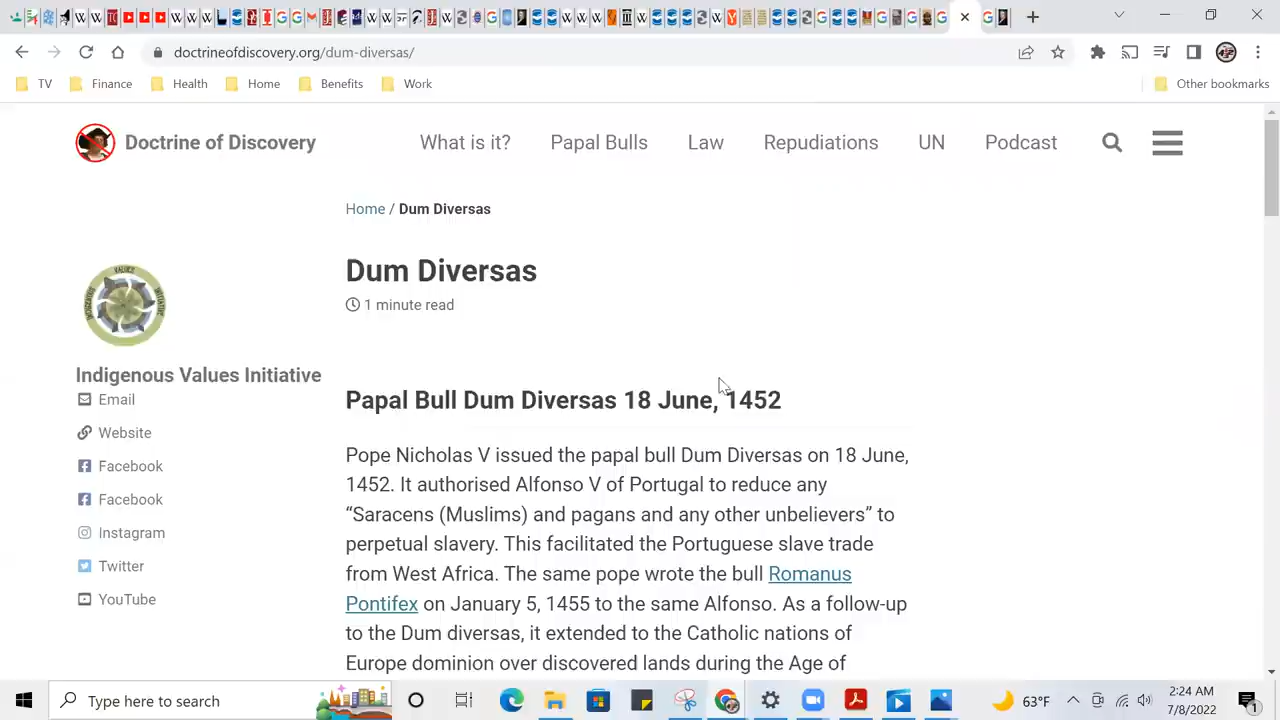 doctrineofdiscovery.org/dum-diversas/
TV
Finance
Health
Home
Benefits
Work
Other bookmarks
Doctrine of Discovery
What is it?
Papal Bulls
Law
Repudiations
UN
Podcast
Home / Dum Diversas
Dum Diversas
1 minute read
Indigenous Values Initiative
Email
Website
Facebook
Facebook
Instagram
Twitter
YouTube
Papal Bull Dum Diversas 18 June, 1452
Pope Nicholas V issued the papal bull Dum Diversas on 18 June,
1452. It authorised Alfonso V of Portugal to reduce any
“Saracens (Muslims) and pagans and any other unbelievers” to
perpetual slavery. This facilitated the Portuguese slave trade
from West Africa. The same pope wrote the bull Romanus
Pontifex on January 5, 1455 to the same Alfonso. As a follow-up
to the Dum diversas, it extended to the Catholic nations of
Europe dominion over discovered lands during the Age of
Type here to search
63°F
2:24 AM
7/8/2022
1